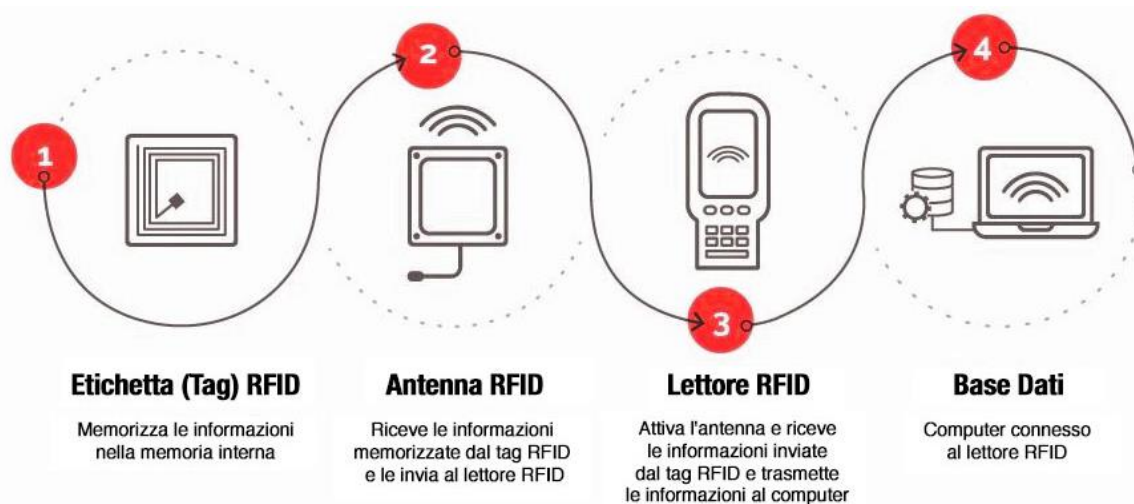 1
2
3
4
Etichetta (Tag) RFID
Memorizza le informazioni
nella memoria interna
Antenna RFID
Riceve le informazioni
memorizzate dal tag RFID
e le invia al lettore RFID
Lettore RFID
Attiva l'antenna e riceve
le informazioni inviate
dal tag RFID e trasmette
le informazioni al computer
Base Dati
Computer connesso
al lettore RFID